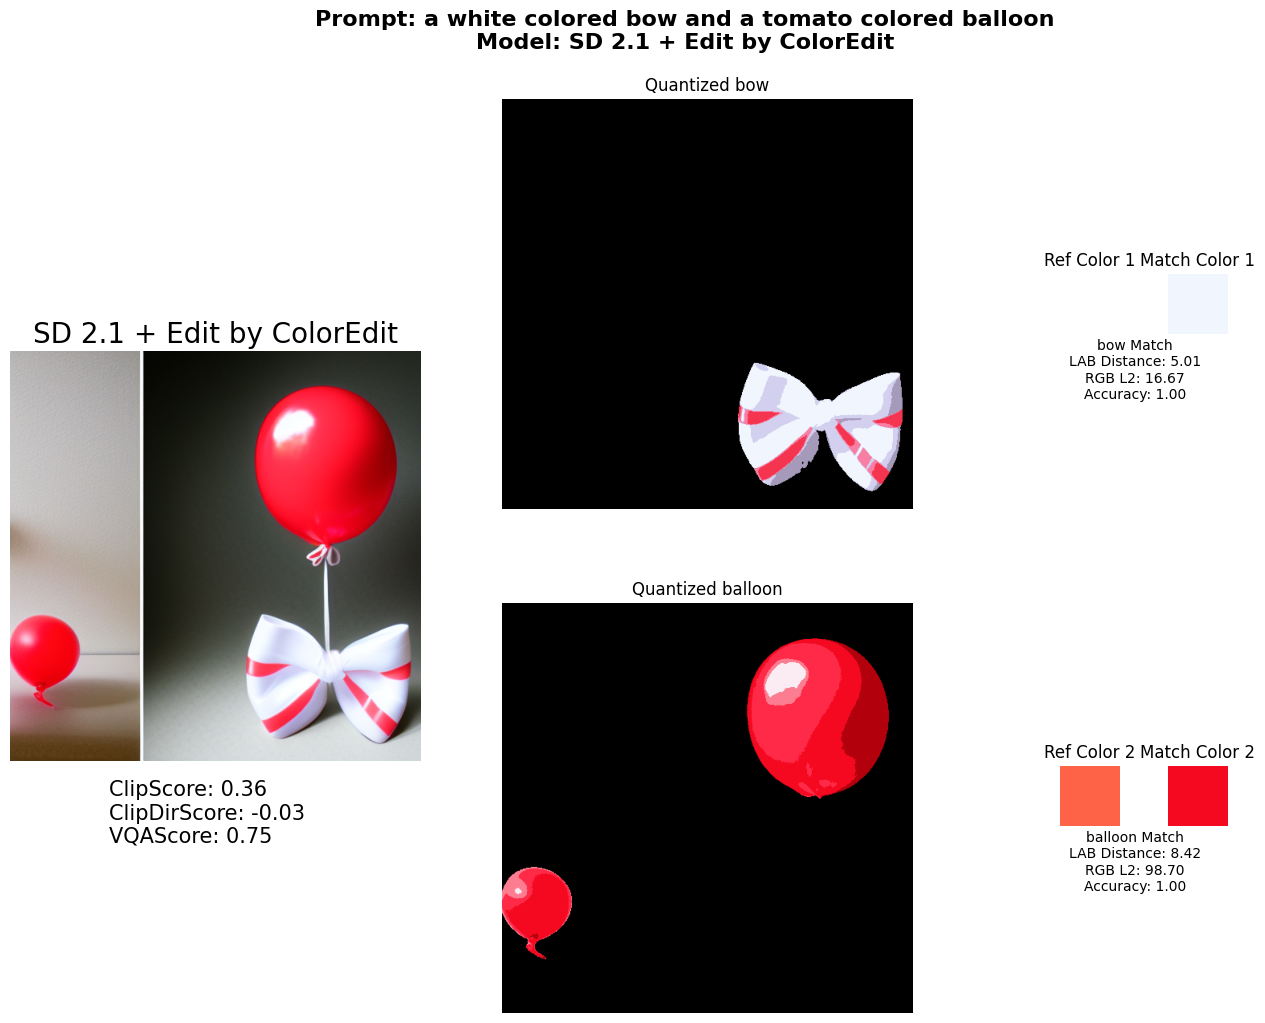 Prompt: a white colored bow and a tomato colored balloon
Model: SD 2.1 + Edit by ColorEdit
Quantized bow
Ref Color 1 Match Color 1
bow Match
LAB Distance: 5.01
RGB L2: 16.67
Accuracy: 1.00
SD 2.1 + Edit by ColorEdit
ClipScore: 0.36
ClipDirScore: -0.03
VQAScore: 0.75
Quantized balloon
Ref Color 2 Match Color 2
balloon Match
LAB Distance: 8.42
RGB L2: 98.70
Accuracy: 1.00